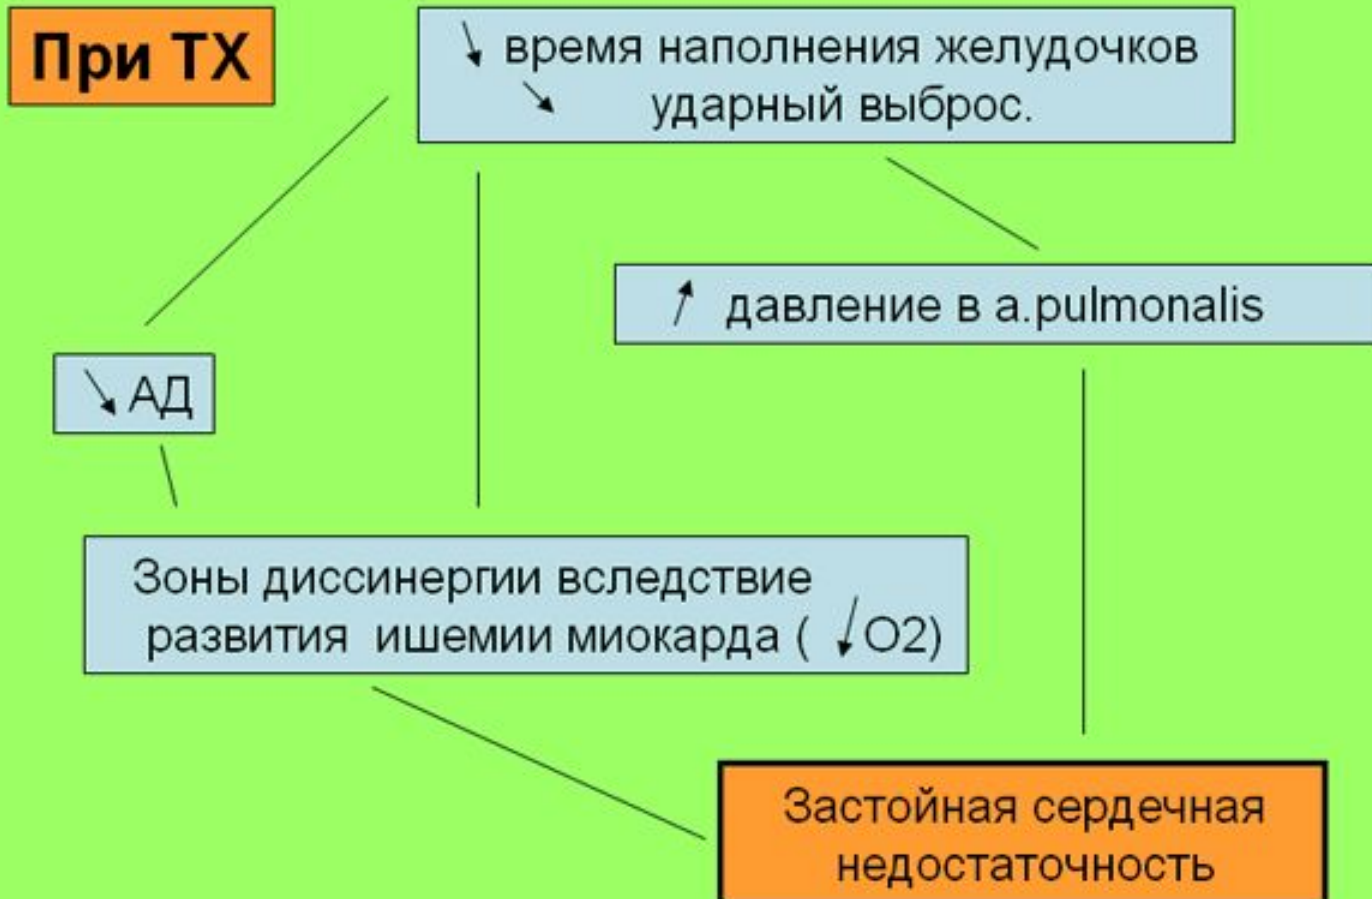 При ТХ
↘ время наполнения желудочков
↘ ударный выброс.
↗ давление в a.pulmonalis
↘ АД
Зоны диссинергии вследствие
развития ишемии миокарда ( ↓О2)
Застойная сердечная
недостаточность